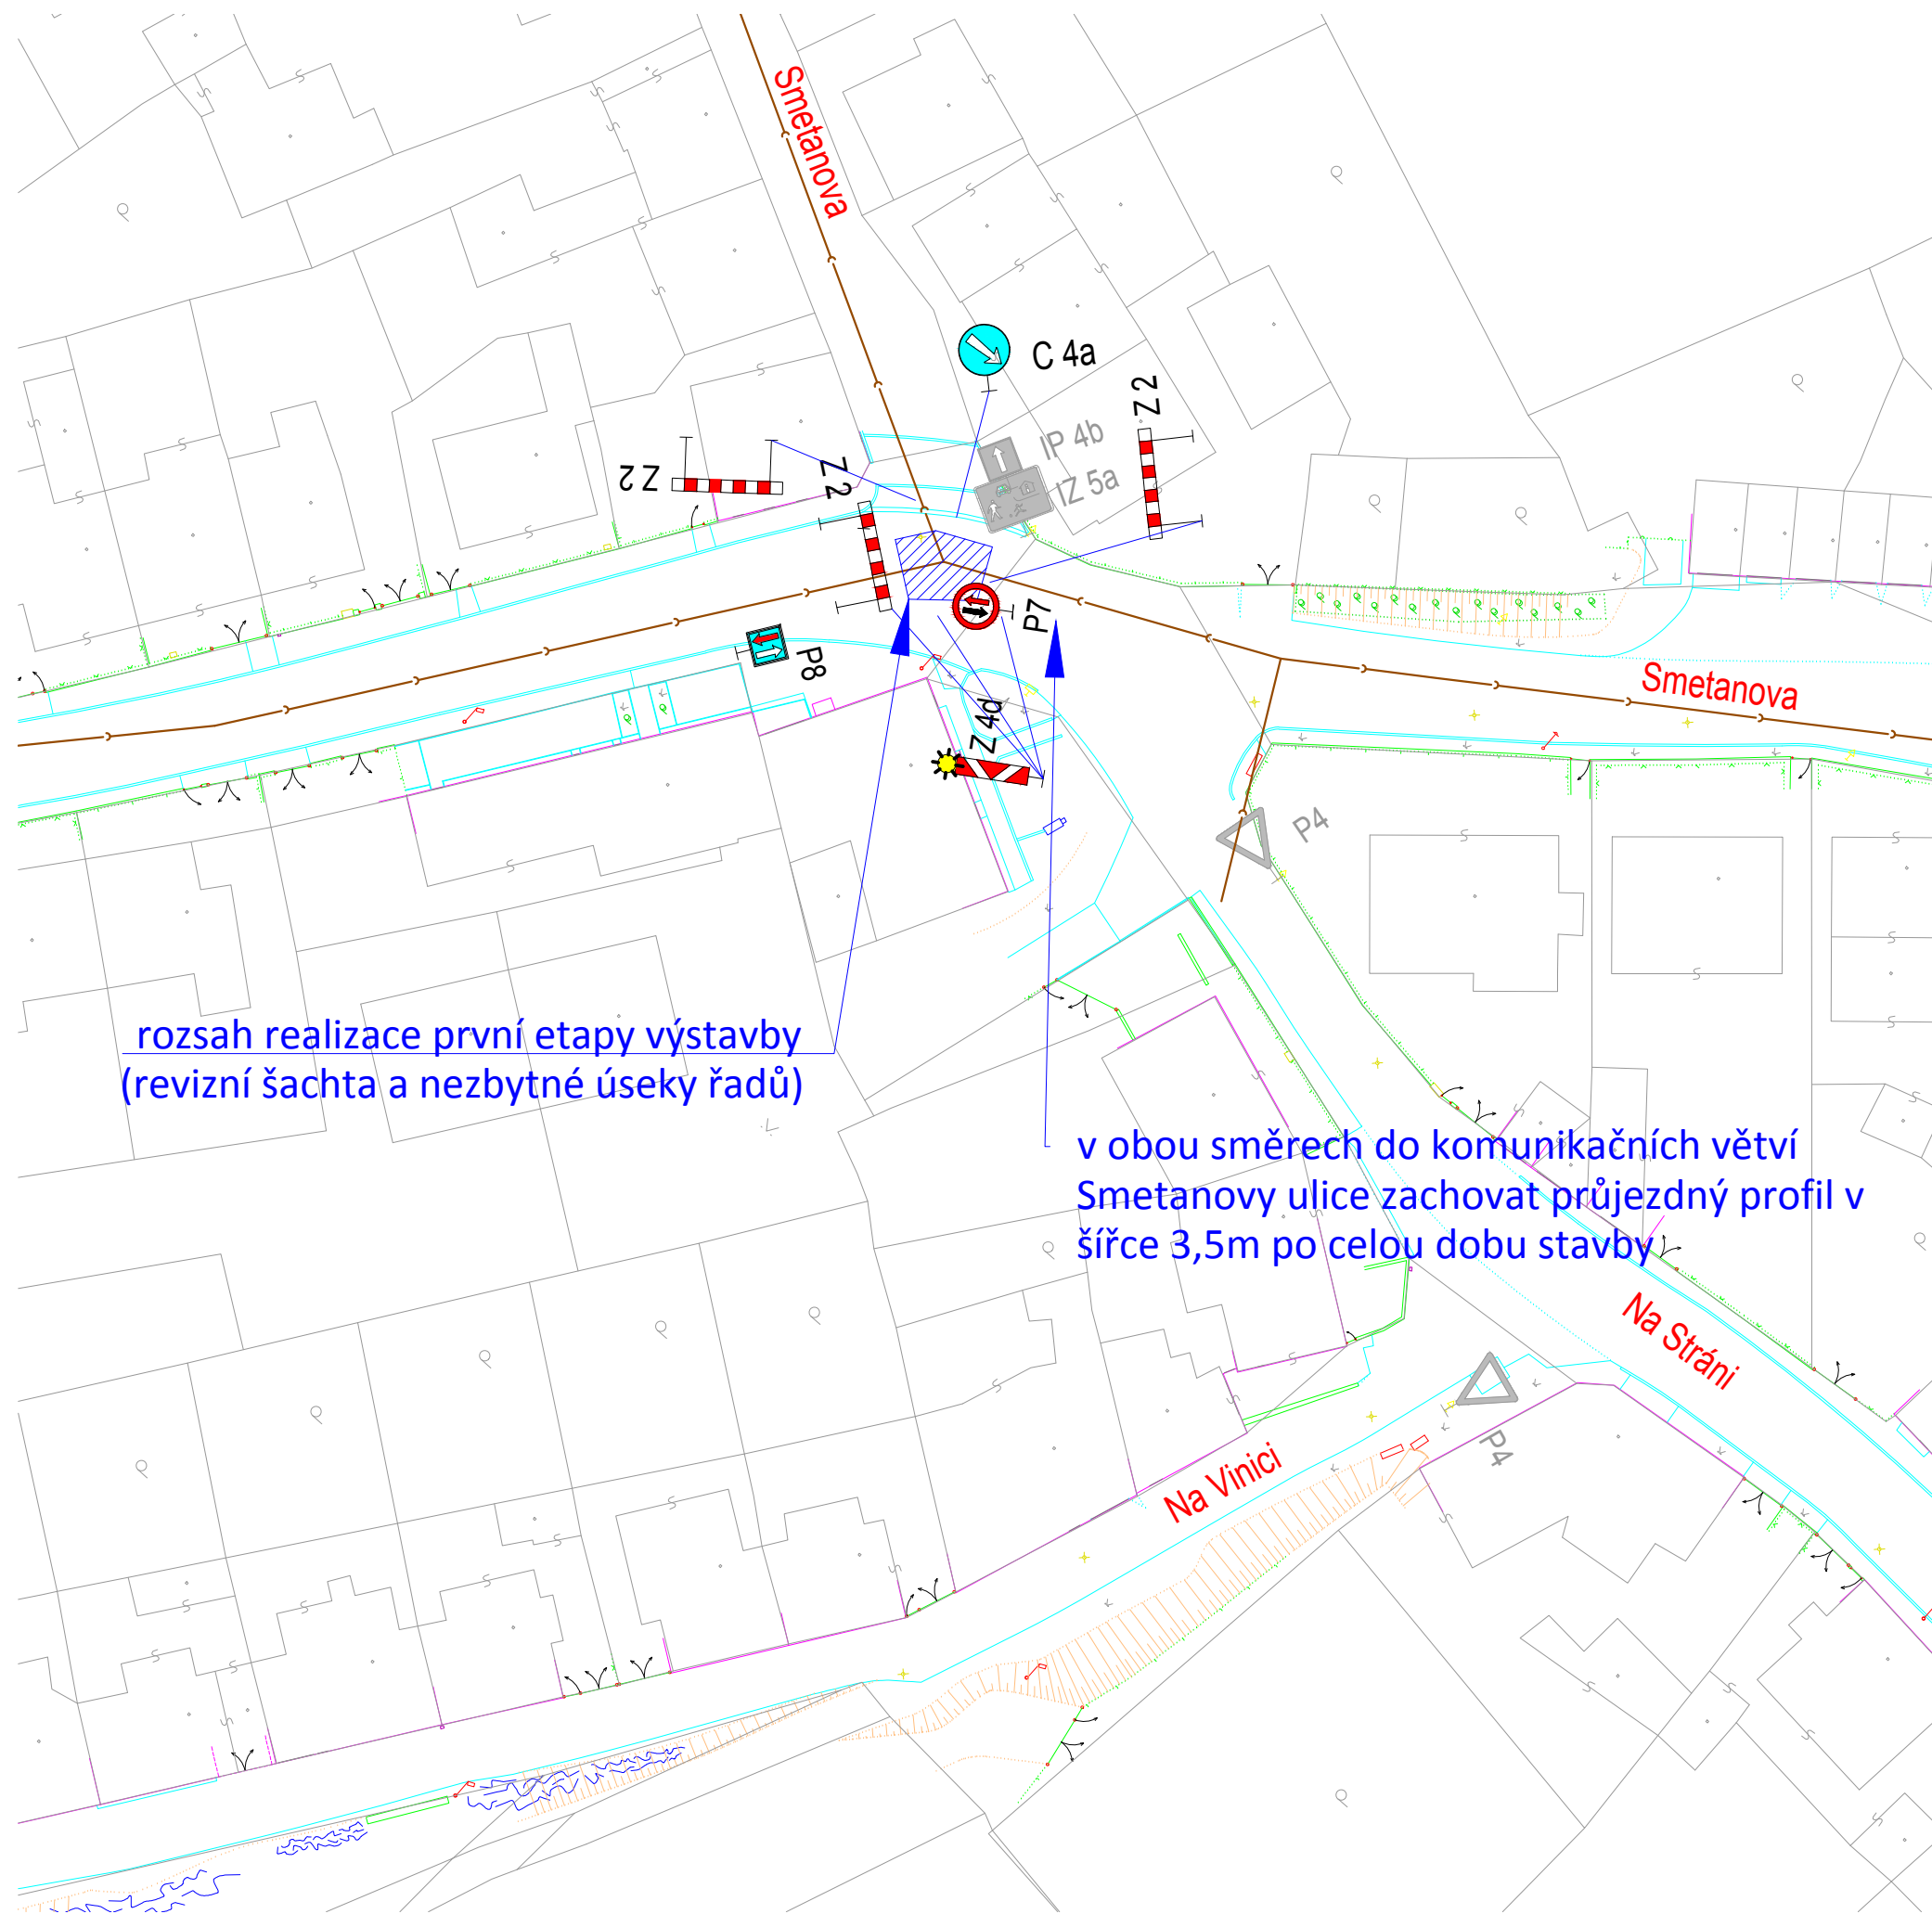 Smetanova
C 4a
Z 2
IP 4b
IZ 5a
Z 2
Z 2
P7
P8
Smetanova
Z 4d
P4
rozsah realizace první etapy výstavby
(revizní šachta a nezbytné úseky řadů)
v obou směrech do komunikačních větví
Smetanovy ulice zachovat průjezdný profil v
šířce 3,5m po celou dobu stavby
Na Stráni
P4
Na Vinici